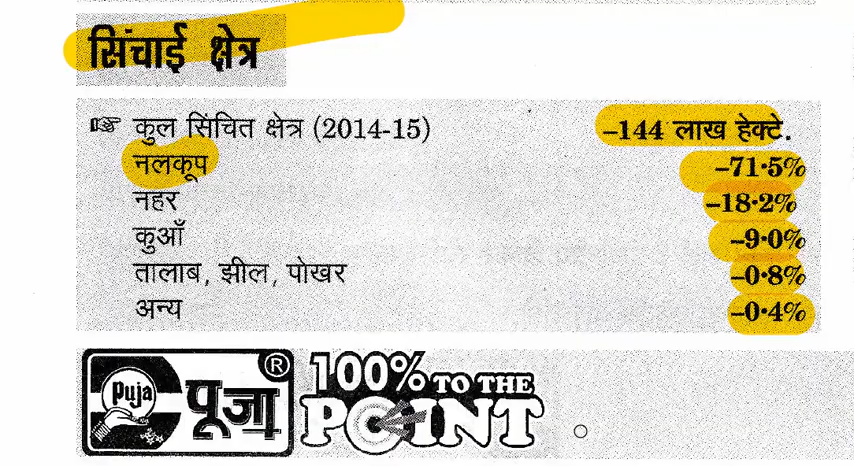 सिंचाई क्षेत्र
☞ कुल सिंचित क्षेत्र (2014-15) –144 लाख हेक्टे.
नलकूप –71·5%
नहर –18·2%
कुआँ –9·0%
तालाब, झील, पोखर –0·8%
अन्य –0·4%
Puja पूजा ® 100% TO THE
POINT